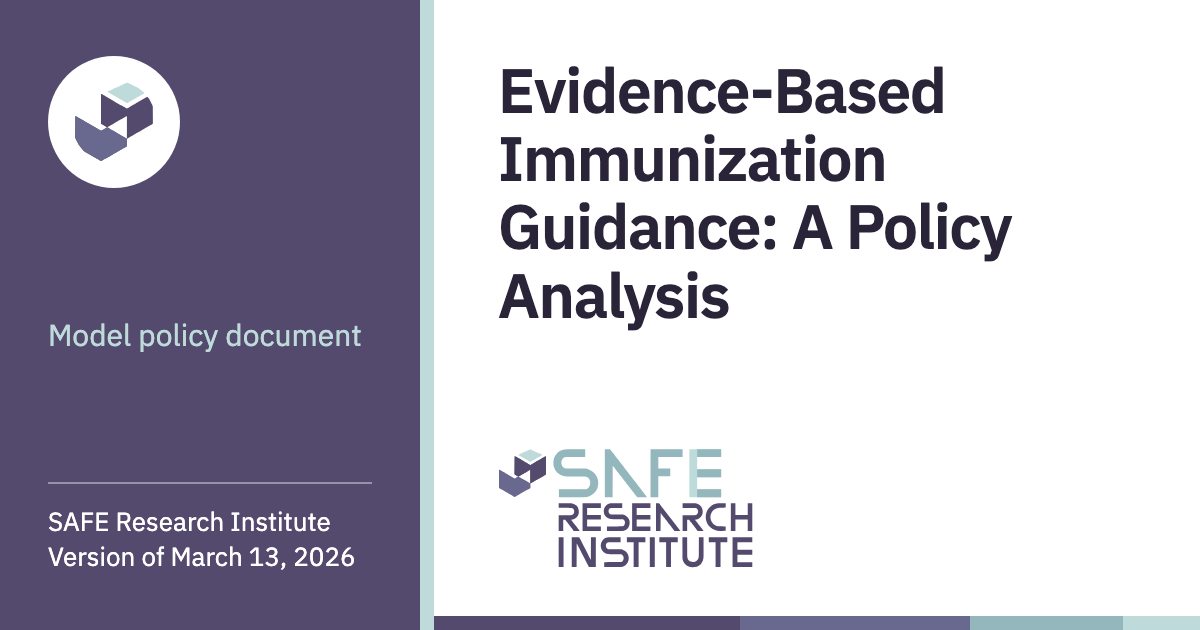 Model policy document
SAFE Research Institute
Version of March 13, 2026
Evidence-Based
Immunization
Guidance: A Policy
Analysis
SAFE
RESEARCH
INSTITUTE